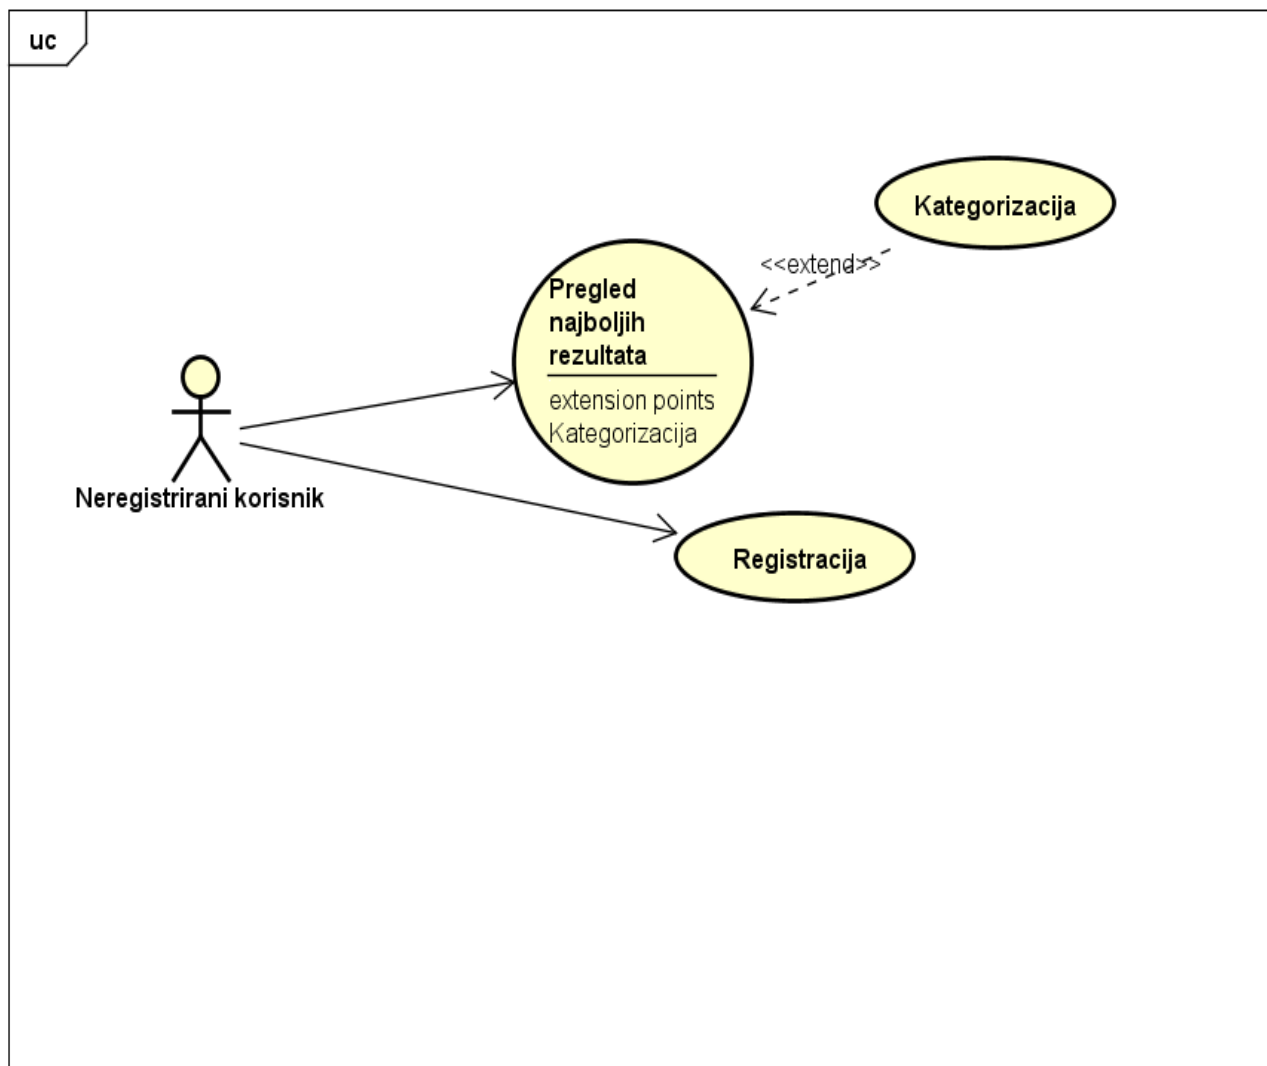 uc
Kategorizacija
<<extend>>
Pregled
najboljih
rezultata
extension points
Kategorizacija
Neregistrirani korisnik
Registracija